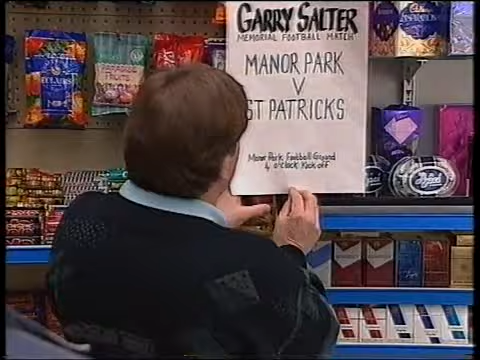 GARRY SALTER
MEMORIAL FOOTBALL MATCH
MANOR PARK
V
ST PATRICKS
Manor Park Football Ground
4 o'clock Kick off